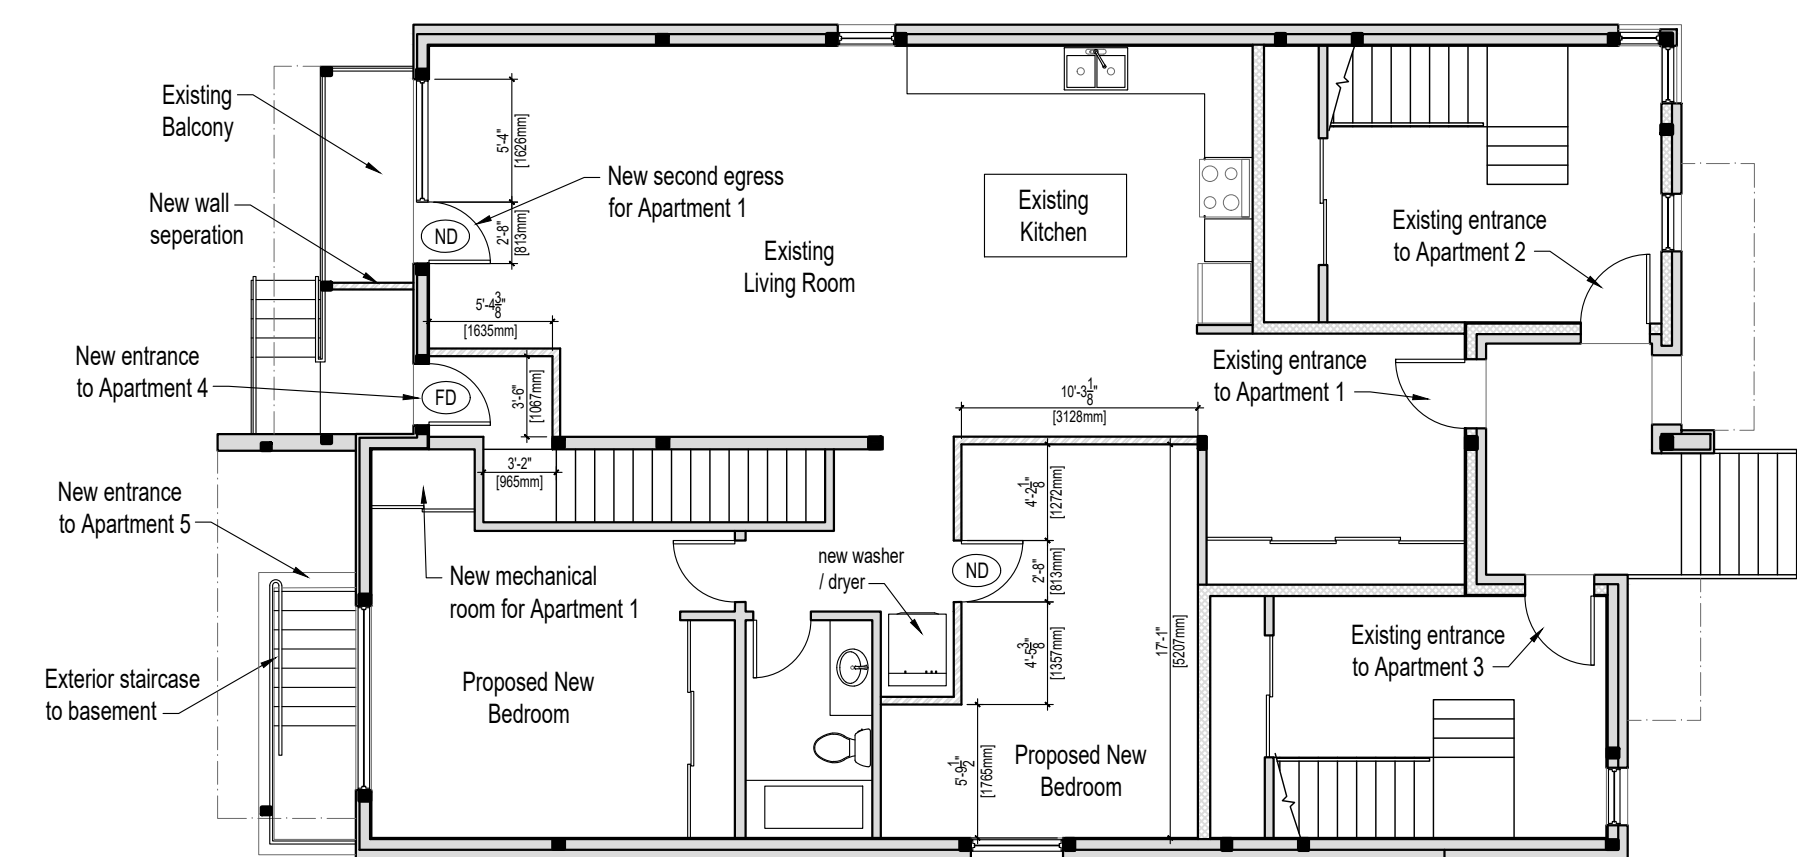 Existing
Balcony
New wall
seperation
New entrance
to Apartment 4
New entrance
to Apartment 5
Exterior staircase
to basement
5'-4"
[1626mm]
2'-8"
[813mm]
ND
New second egress
for Apartment 1
5'-4 3/8"
[1635mm]
FD
3'-6"
[1067mm]
3'-2"
[965mm]
Existing
Living Room
Existing
Kitchen
Existing entrance
to Apartment 2
Existing entrance
to Apartment 1
10'-3 1/8"
[3128mm]
4'-2 1/8"
[1272mm]
ND
2'-8"
[813mm]
4'-5 3/8"
[1357mm]
17'-1"
[5207mm]
5'-9 1/2"
[1765mm]
new washer
/ dryer
New mechanical
room for Apartment 1
Proposed New
Bedroom
Proposed New
Bedroom
Existing entrance
to Apartment 3